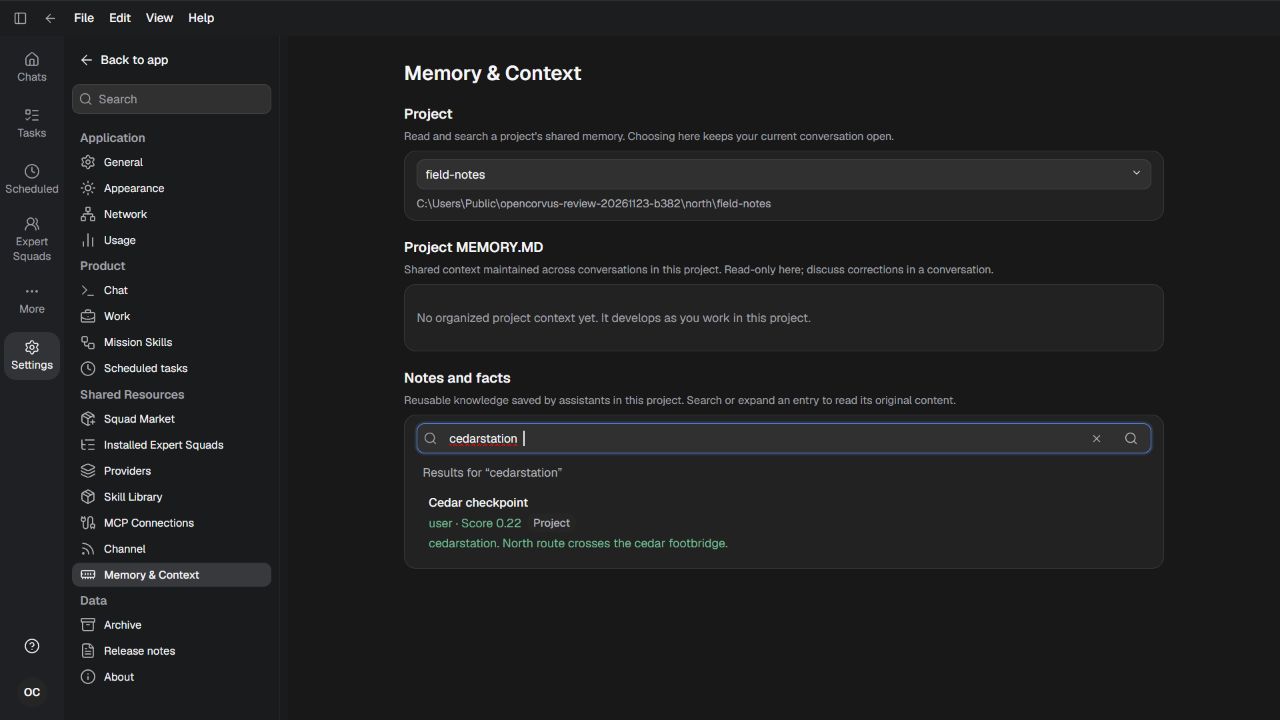 File Edit View Help
Chats
Tasks
Scheduled
Expert
Squads
More
Settings
OC
Back to app
Search
Application
General
Appearance
Network
Usage
Product
Chat
Work
Mission Skills
Scheduled tasks
Shared Resources
Squad Market
Installed Expert Squads
Providers
Skill Library
MCP Connections
Channel
Memory & Context
Data
Archive
Release notes
About
Memory & Context
Project
Read and search a project's shared memory. Choosing here keeps your current conversation open.
field-notes
C:\Users\Public\opencorvus-review-20261123-b382\north\field-notes
Project MEMORY.MD
Shared context maintained across conversations in this project. Read-only here; discuss corrections in a conversation.
No organized project context yet. It develops as you work in this project.
Notes and facts
Reusable knowledge saved by assistants in this project. Search or expand an entry to read its original content.
cedarstation
Results for “cedarstation”
Cedar checkpoint
user · Score 0.22 Project
cedarstation. North route crosses the cedar footbridge.